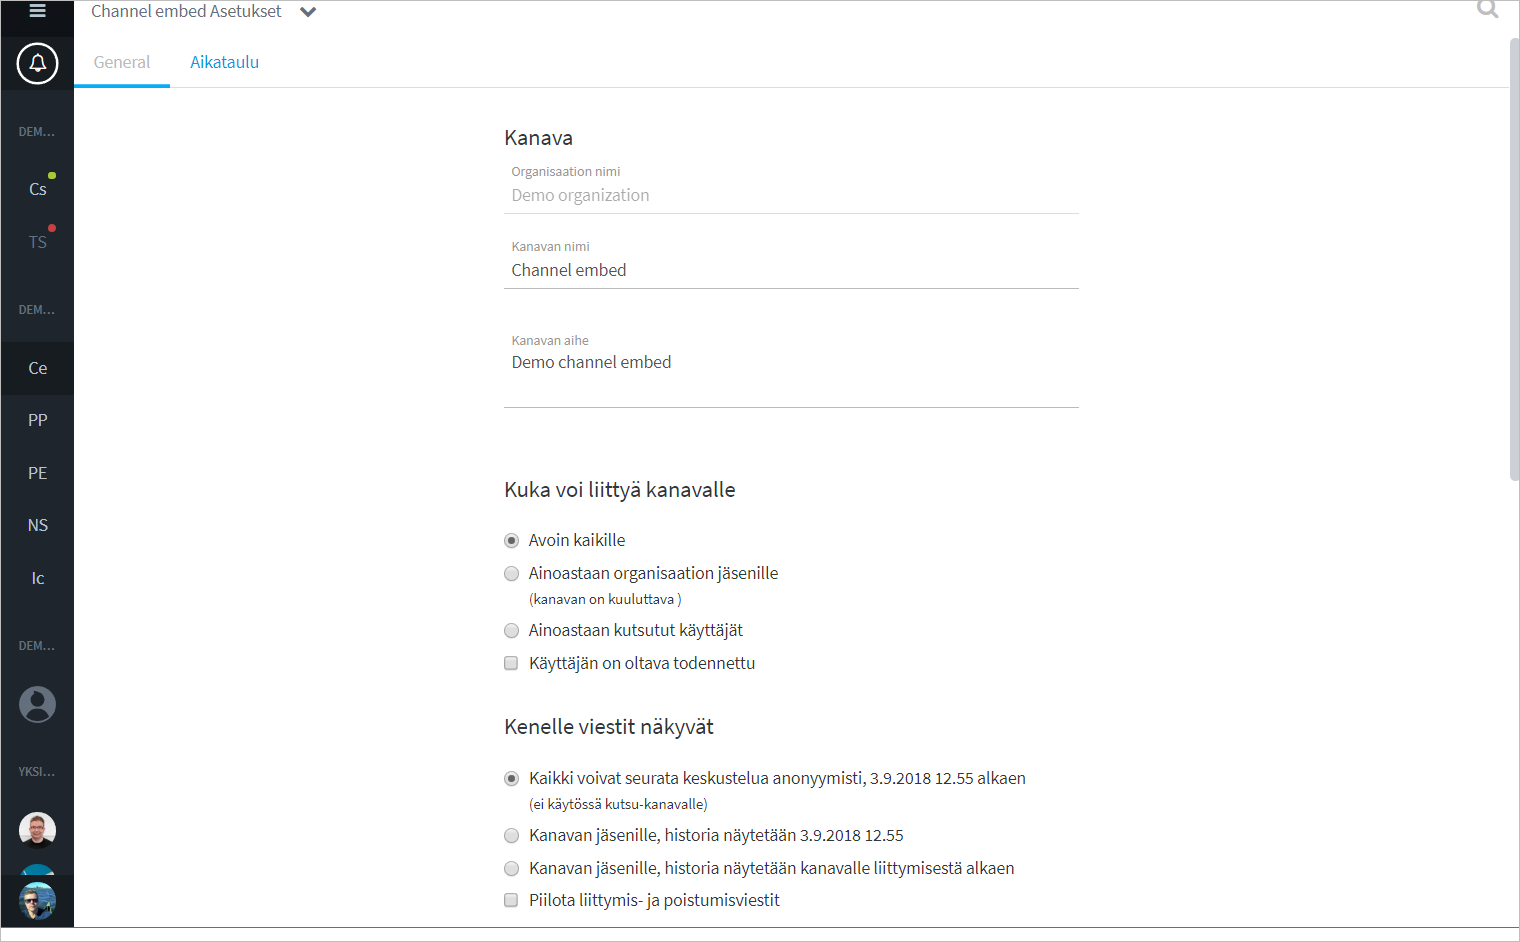 Channel embed Asetukset
General
Aikataulu
DEM...
Cs
TS
DEM...
Ce
PP
PE
NS
Ic
DEM...
YKSI...
Kanava
Organisaation nimi
Demo organization
Kanavan nimi
Channel embed
Kanavan aihe
Demo channel embed
Kuka voi liittyä kanavalle
Avoin kaikille
Ainoastaan organisaation jäsenille
(kanavan on kuuluttava )
Ainoastaan kutsutut käyttäjät
Käyttäjän on oltava todennettu
Kenelle viestit näkyvät
Kaikki voivat seurata keskustelua anonyymisti, 3.9.2018 12.55 alkaen
(ei käytössä kutsu-kanavalle)
Kanavan jäsenille, historia näytetään 3.9.2018 12.55
Kanavan jäsenille, historia näytetään kanavalle liittymisestä alkaen
Piilota liittymis- ja poistumisviestit